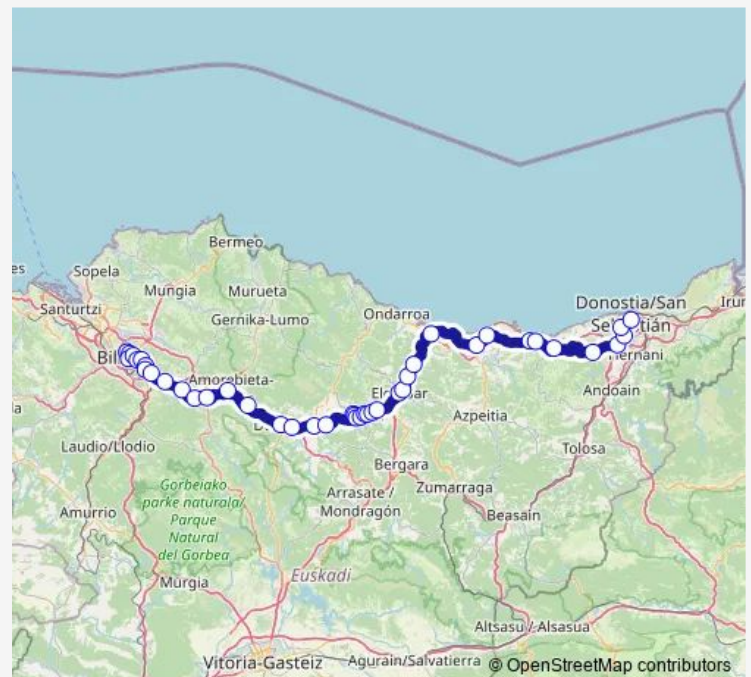 Bermeo
es
Sopela
Mungia
Murueta
Santurtzi
Gernika-Lumo
Ondarroa
Donostia/San
Sebastián
Irun
Bil
Hernani
Amorebieta-
Andoain
Azpeitia
Laudio/Llodio
Tolosa
Bergara
Gorbeiako
parke naturala/
Parque
Natural
del Gorbea
Arrasate /
Mondragón
Zumarraga
Amurrio
Beasain
Murgia
Euskadi
Altsasu / Alsasua
Vitoria-Gasteiz
Agurain/Salvatierra
© OpenStreetMap contributors